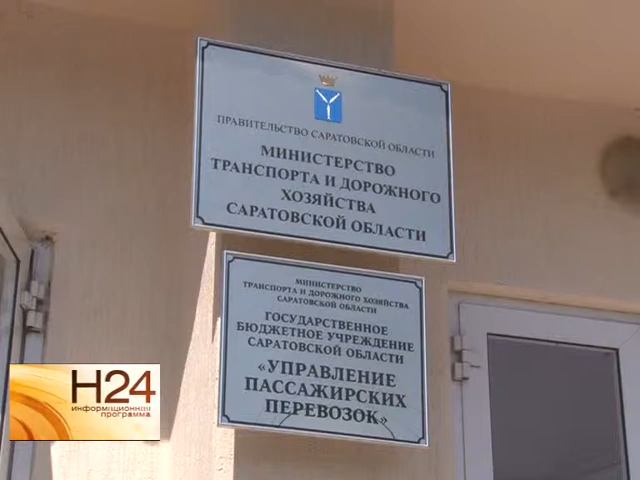 ПРАВИТЕЛЬСТВО САРАТОВСКОЙ ОБЛАСТИ
МИНИСТЕРСТВО
ТРАНСПОРТА И ДОРОЖНОГО
ХОЗЯЙСТВА
САРАТОВСКОЙ ОБЛАСТИ
МИНИСТЕРСТВО
ТРАНСПОРТА И ДОРОЖНОГО ХОЗЯЙСТВА
САРАТОВСКОЙ ОБЛАСТИ
ГОСУДАРСТВЕННОЕ
БЮДЖЕТНОЕ УЧРЕЖДЕНИЕ
САРАТОВСКОЙ ОБЛАСТИ
«УПРАВЛЕНИЕ
ПАССАЖИРСКИХ
ПЕРЕВОЗОК»
Н24
информационная
программа